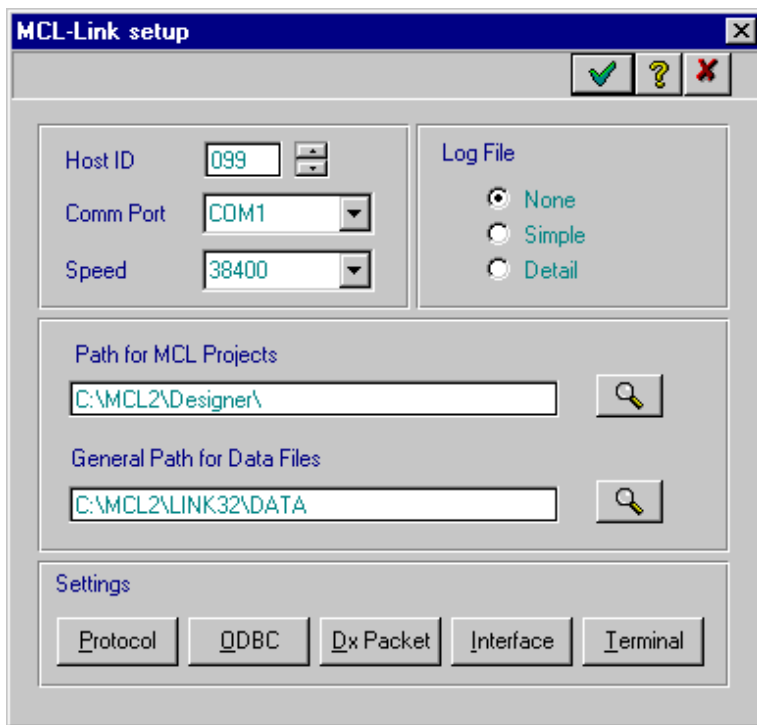 MCL-Link setup
Host ID 099
Comm Port COM1
Speed 38400
Log File
None
Simple
Detail
Path for MCL Projects
C:\MCL2\Designer\
General Path for Data Files
C:\MCL2\LINK32\DATA
Settings
Protocol ODBC Dx Packet Interface Terminal